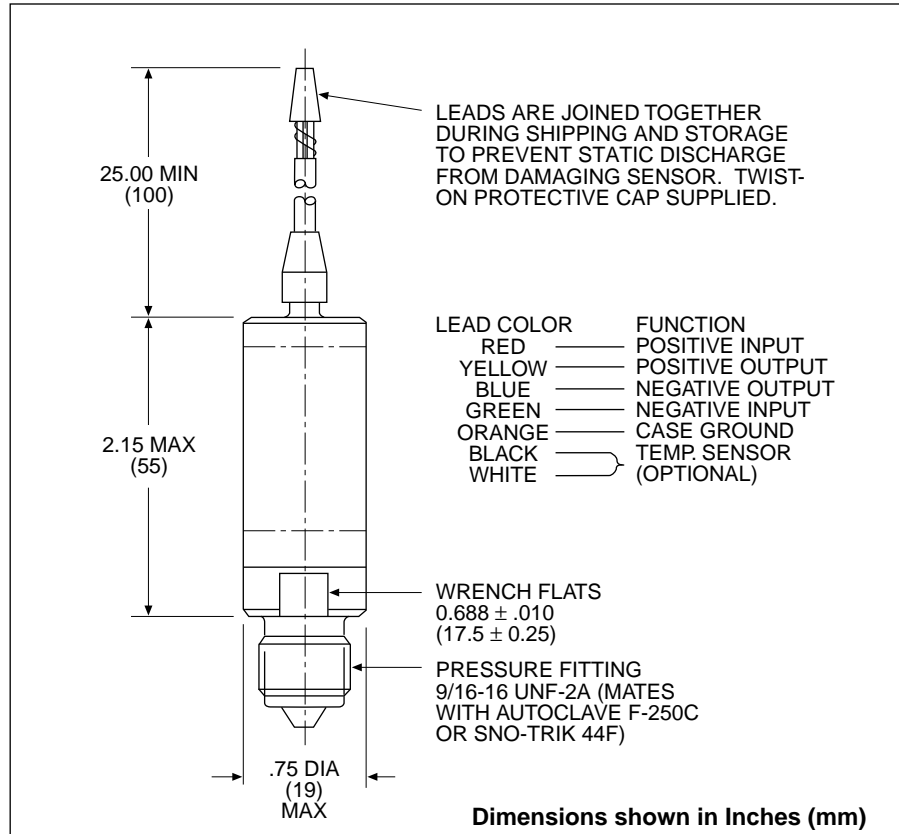 25.00 MIN
(100)
LEADS ARE JOINED TOGETHER
DURING SHIPPING AND STORAGE
TO PREVENT STATIC DISCHARGE
FROM DAMAGING SENSOR.  TWIST-
ON PROTECTIVE CAP SUPPLIED.
LEAD COLOR FUNCTION
RED POSITIVE INPUT
YELLOW POSITIVE OUTPUT
BLUE NEGATIVE OUTPUT
GREEN NEGATIVE INPUT
ORANGE CASE GROUND
BLACK TEMP. SENSOR
WHITE (OPTIONAL)
2.15 MAX
(55)
WRENCH FLATS
0.688 ± .010
(17.5 ± 0.25)
PRESSURE FITTING
9/16-16 UNF-2A (MATES
WITH AUTOCLAVE F-250C
OR SNO-TRIK 44F)
.75 DIA
(19)
MAX
Dimensions shown in Inches (mm)